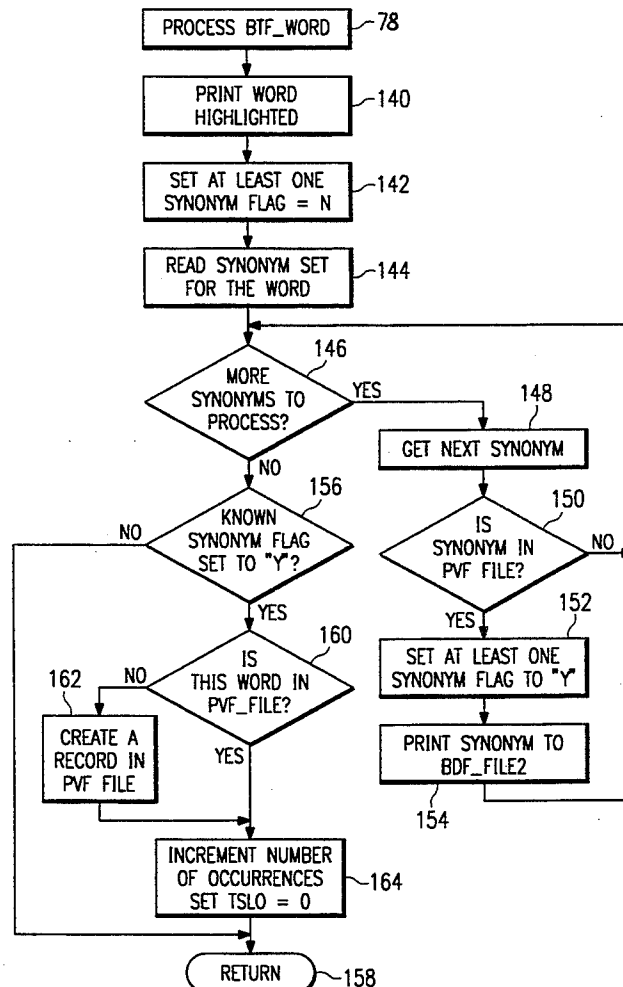 PROCESS BTF_WORD
78
PRINT WORD
HIGHLIGHTED
140
SET AT LEAST ONE
SYNONYM FLAG = N
142
READ SYNONYM SET
FOR THE WORD
144
MORE
SYNONYMS TO
PROCESS?
146
YES
NO
GET NEXT SYNONYM
148
IS
SYNONYM IN
PVF FILE?
150
NO
YES
SET AT LEAST ONE
SYNONYM FLAG TO "Y"
152
PRINT SYNONYM TO
BDF_FILE2
154
KNOWN
SYNONYM FLAG
SET TO "Y"?
156
NO
YES
IS
THIS WORD IN
PVF_FILE?
160
NO
YES
162
CREATE A
RECORD IN
PVF FILE
INCREMENT NUMBER
OF OCCURRENCES
SET TSLO = 0
164
RETURN
158